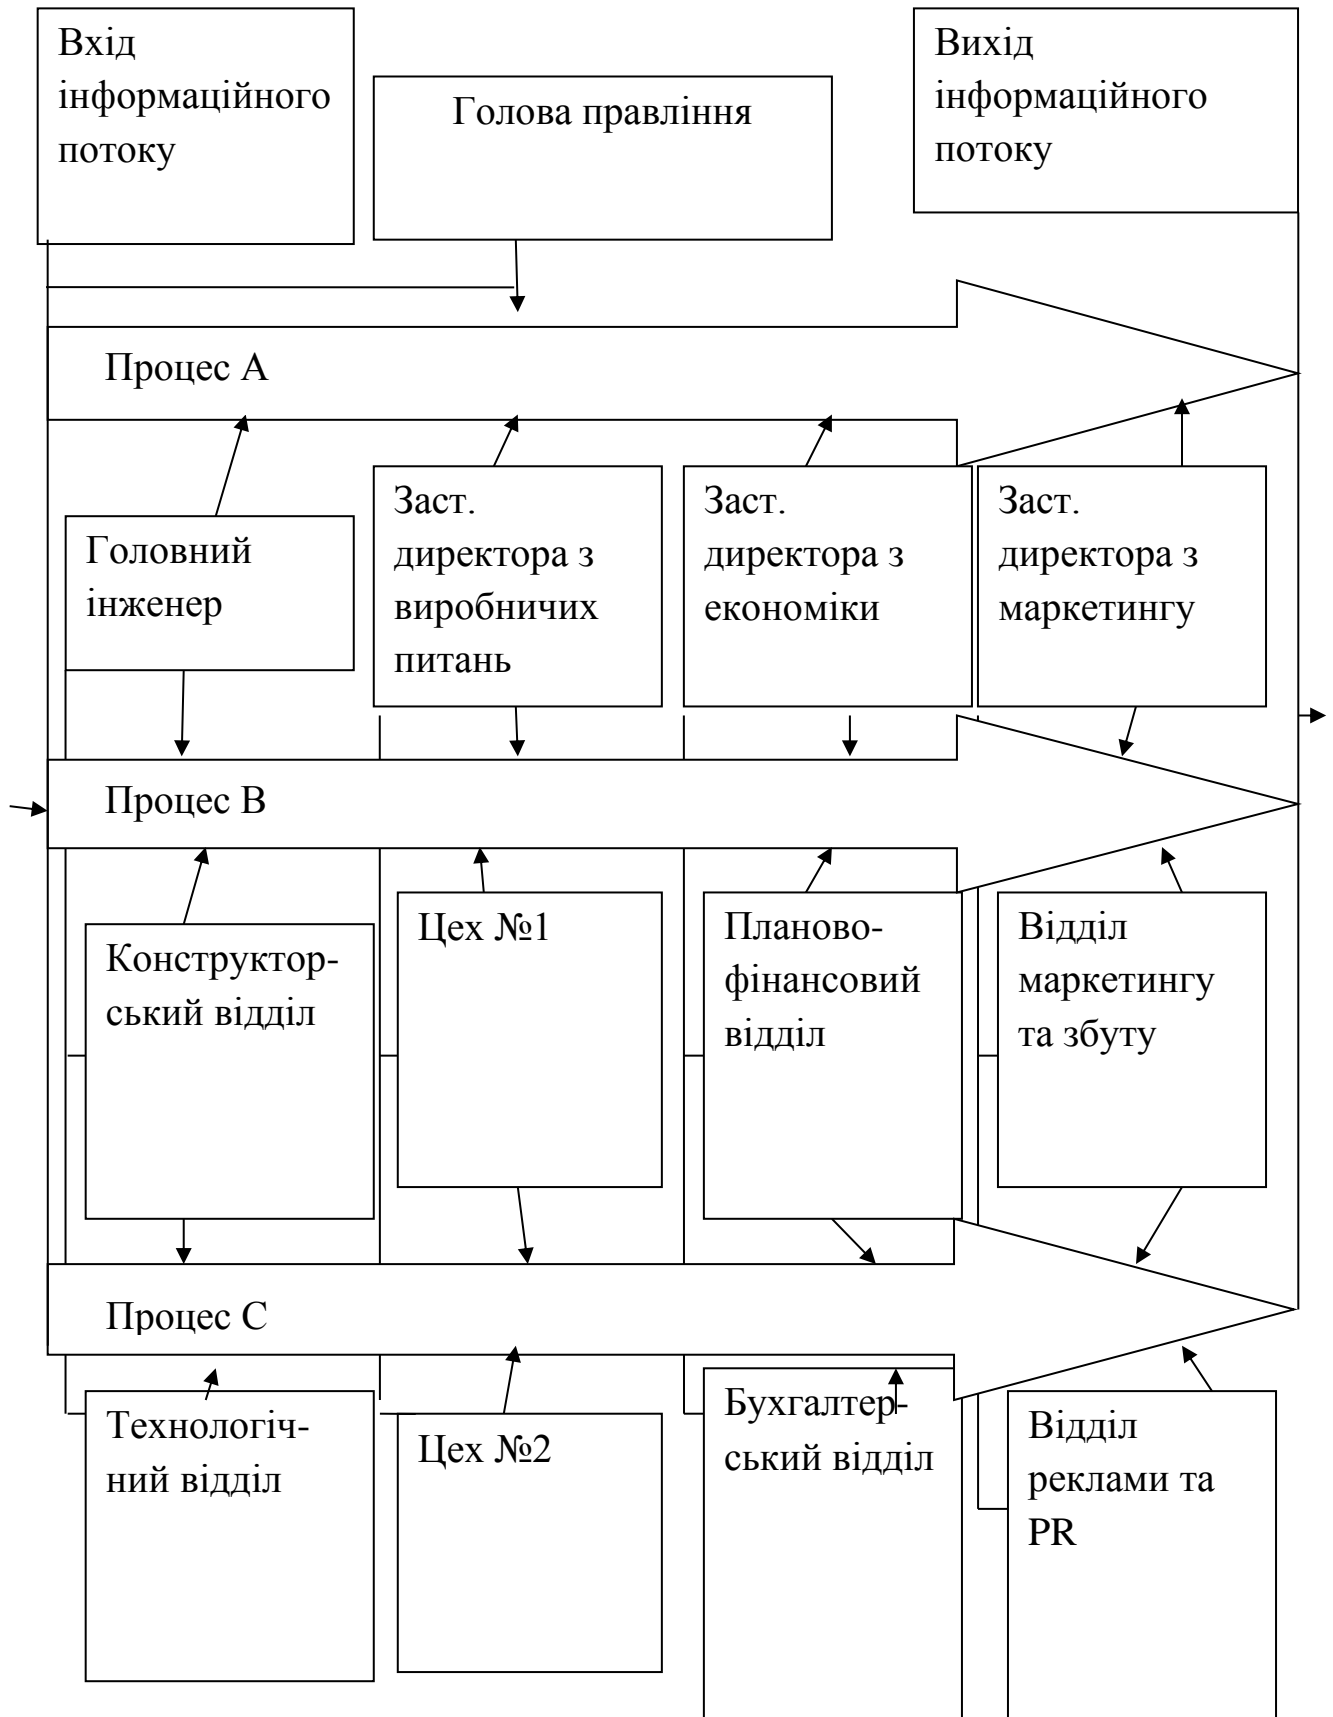 Вхід
інформаційного
потоку
Голова правління
Вихід
інформаційного
потоку
Процес А
Головний
інженер
Заст.
директора з
виробничих
питань
Заст.
директора з
економіки
Заст.
директора з
маркетингу
Процес В
Конструктор-
ський відділ
Цех №1
Планово-
фінансовий
відділ
Відділ
маркетингу
та збуту
Процес С
Технологіч-
ний відділ
Цех №2
Бухгалтер-
ський відділ
Відділ
реклами та
PR